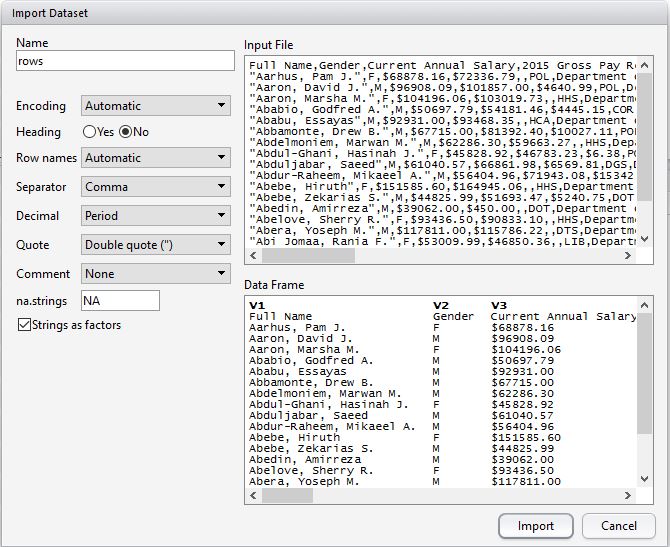 Import Dataset
Name
rows
Encoding Automatic
Heading Yes No
Row names Automatic
Separator Comma
Decimal Period
Quote Double quote (")
Comment None
na.strings NA
Strings as factors
Input File
Full Name,Gender,Current Annual Salary,2015 Gross Pay Re
"Aarhus, Pam J.",F,$68878.16,$72336.79,,POL,Department o
"Aaron, David J.",M,$96908.09,$101857.00,$4640.99,POL,De
"Aaron, Marsha M.",F,$104196.06,$103019.73,,HHS,Departme
"Ababio, Godfred A.",M,$50697.79,$54181.46,$4445.15,COR,
"Ababu, Essayas",M,$92931.00,$93468.35,,HCA,Department o
"Abbamonte, Drew B.",M,$67715.00,$81392.40,$10027.11,POL
"Abdelmoniem, Marwan M.",M,$62286.30,$59663.27,,HHS,Depa
"Abdul-Ghani, Hasinah J.",F,$45828.92,$46783.23,$6.38,PO
"Abduljabar, Saeed",M,$61040.57,$66861.98,$6569.81,DGS,D
"Abdur-Raheem, Mikaeel A.",M,$56404.96,$71943.08,$15342.
"Abebe, Hiruth",F,$151585.60,$164945.06,,HHS,Department
"Abebe, Zekarias S.",M,$44825.99,$51693.47,$5240.75,DOT,
"Abedin, Amirreza",M,$39062.00,$450.00,,DOT,Department o
"Abelove, Sherry R.",F,$93436.50,$90833.10,,HHS,Departme
"Abera, Yoseph M.",M,$117811.00,$115786.22,,DTS,Departme
"Abi Jomaa, Rania F.",F,$53009.99,$46850.36,,LIB,Departm
Data Frame
V1 V2 V3
Full Name Gender Current Annual Salary
Aarhus, Pam J. F $68878.16
Aaron, David J. M $96908.09
Aaron, Marsha M. F $104196.06
Ababio, Godfred A. M $50697.79
Ababu, Essayas M $92931.00
Abbamonte, Drew B. M $67715.00
Abdelmoniem, Marwan M. M $62286.30
Abdul-Ghani, Hasinah J. F $45828.92
Abduljabar, Saeed M $61040.57
Abdur-Raheem, Mikaeel A. M $56404.96
Abebe, Hiruth F $151585.60
Abebe, Zekarias S. M $44825.99
Abedin, Amirreza M $39062.00
Abelove, Sherry R. F $93436.50
Abera, Yoseph M. M $117811.00
Import Cancel